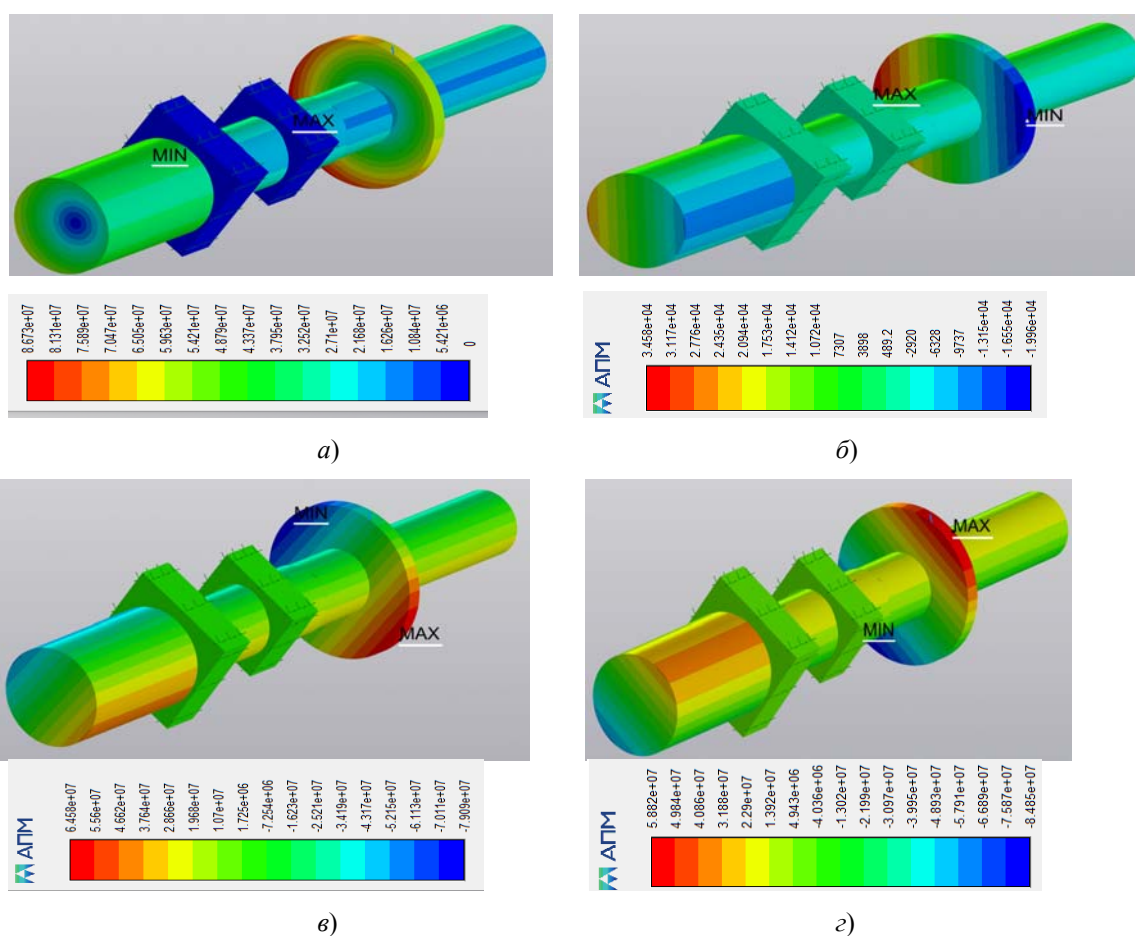 MIN
MAX
8.673e+07
8.131e+07
7.589e+07
7.047e+07
6.505e+07
5.963e+07
5.421e+07
4.879e+07
4.337e+07
3.795e+07
3.252e+07
2.71e+07
2.168e+07
1.626e+07
1.084e+07
5.421e+06
0
а)
MAX
MIN
АПМ
3.458e+04
3.117e+04
2.776e+04
2.435e+04
2.094e+04
1.753e+04
1.412e+04
1.072e+04
7307
3898
489.2
-2920
-6328
-9737
-1.315e+04
-1.655e+04
-1.996e+04
б)
MIN
MAX
АПМ
6.458e+07
5.56e+07
4.662e+07
3.764e+07
2.866e+07
1.968e+07
1.07e+07
1.725e+06
-7.254e+06
-1.623e+07
-2.521e+07
-3.419e+07
-4.317e+07
-5.215e+07
-6.113e+07
-7.011e+07
-7.909e+07
в)
MAX
MIN
АПМ
5.882e+07
4.984e+07
4.086e+07
3.188e+07
2.29e+07
1.392e+07
4.943e+06
-4.036e+06
-1.302e+07
-2.199e+07
-3.097e+07
-3.995e+07
-4.893e+07
-5.791e+07
-6.689e+07
-7.587e+07
-8.485e+07
г)